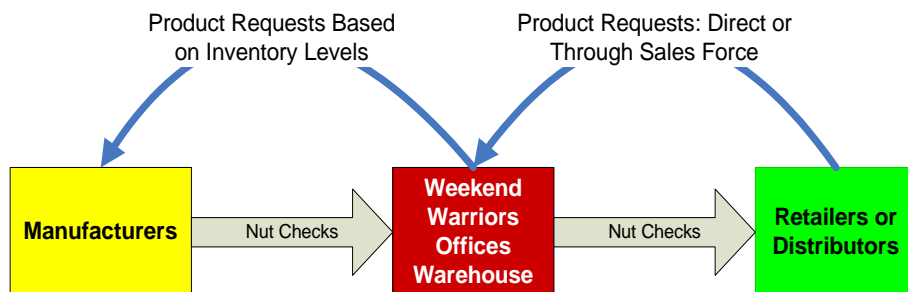 Product Requests Based
on Inventory Levels
Product Requests: Direct or
Through Sales Force
Manufacturers
Nut Checks
Weekend
Warriors
Offices
Warehouse
Nut Checks
Retailers or
Distributors